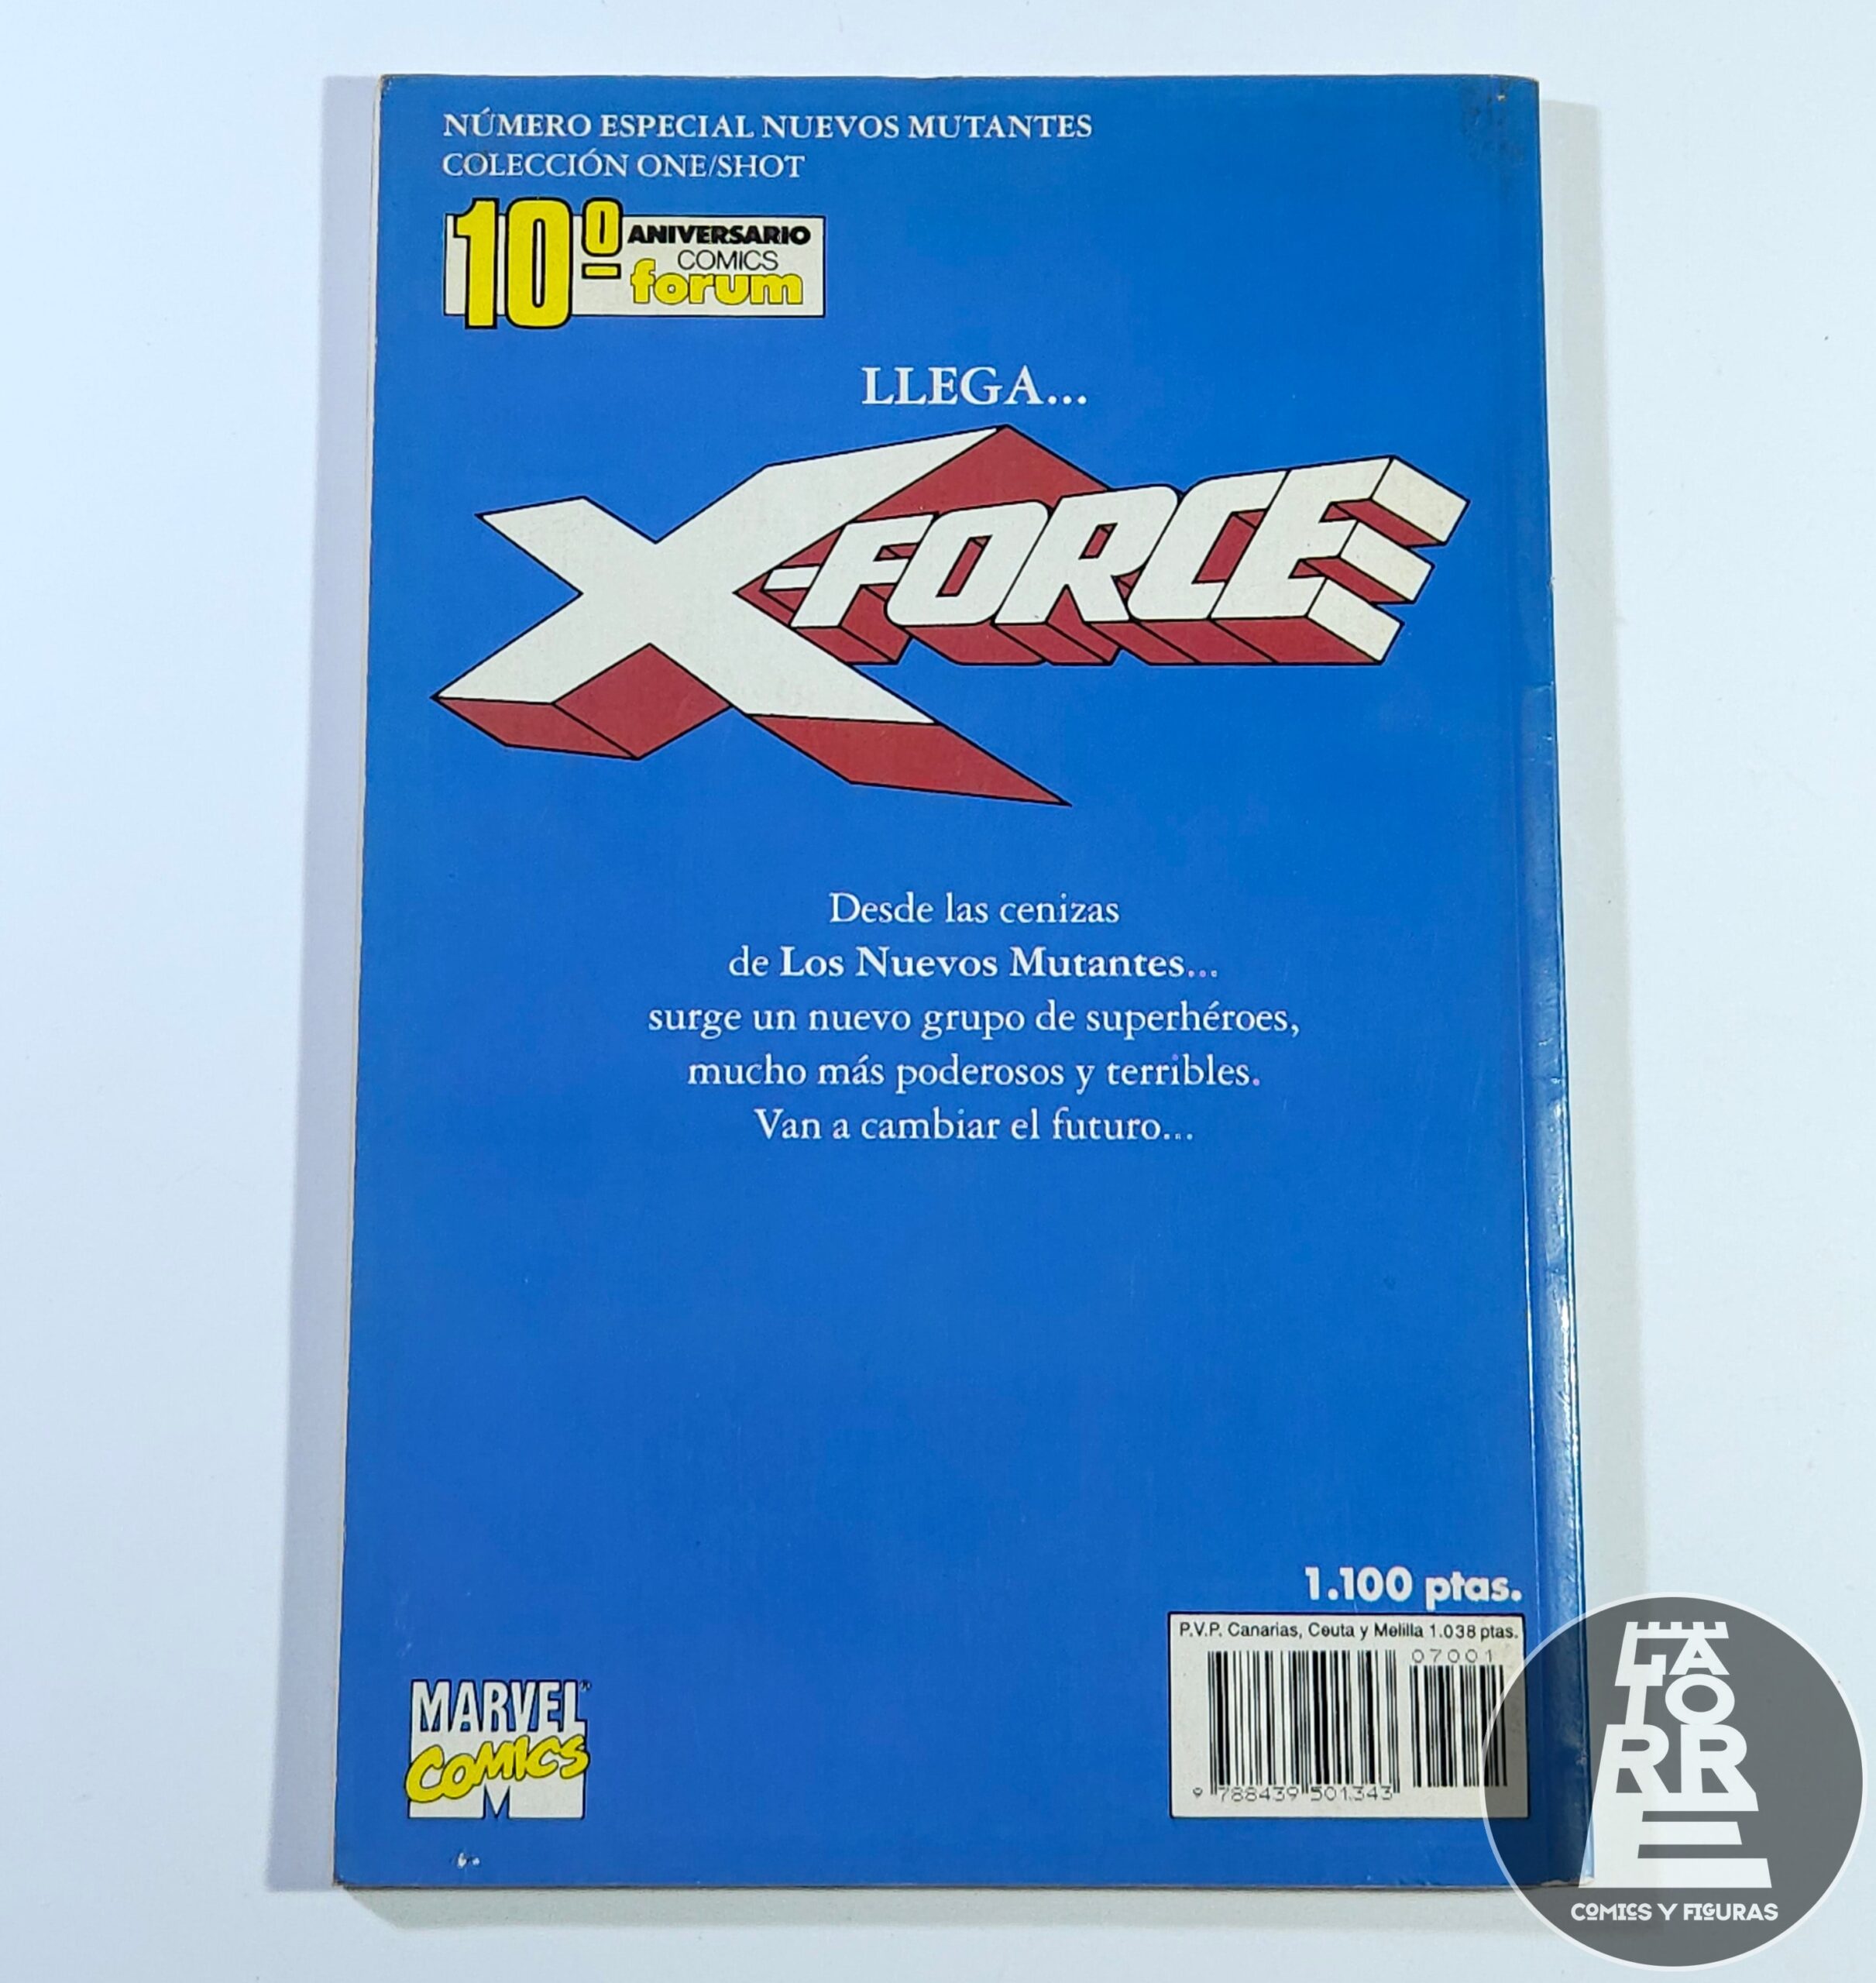 NÚMERO ESPECIAL NUEVOS MUTANTES
COLECCIÓN ONE/SHOT
10º ANIVERSARIO
COMICS
forum
LLEGA...
X-FORCE
Desde las cenizas
de Los Nuevos Mutantes...
surge un nuevo grupo de superhéroes,
mucho más poderosos y terribles.
Van a cambiar el futuro...
1.100 ptas.
P.V.P. Canarias, Ceuta y Melilla 1.038 ptas.
07001
9 788439 501343
MARVEL
COMICS
M
LA
TO
RR
E
COMICS Y FIGURAS